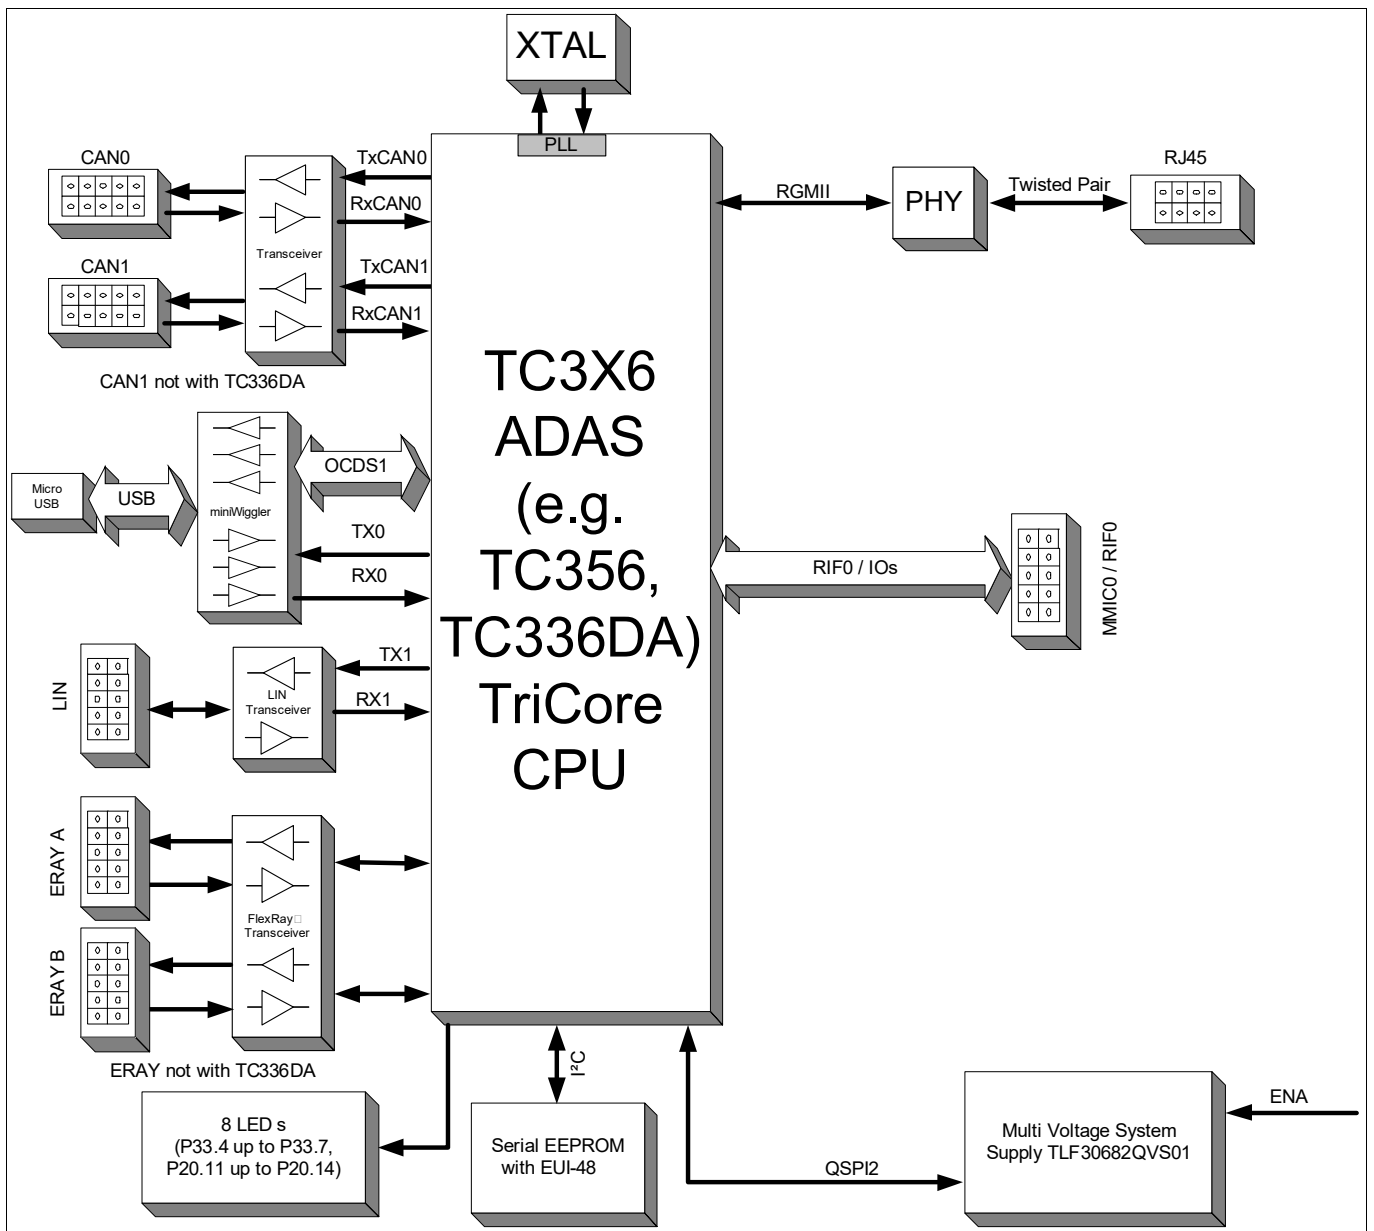 XTAL
PLL
CAN0
TxCAN0
RxCAN0
Transceiver
CAN1
TxCAN1
RxCAN1
CAN1 not with TC336DA
RGMII
PHY
Twisted Pair
RJ45
TC3X6
ADAS
(e.g.
TC356,
TC336DA)
TriCore
CPU
Micro
USB
USB
miniWiggler
OCDS1
TX0
RX0
RIF0 / IOs
MMIC0 / RIF0
LIN
LIN
Transceiver
TX1
RX1
ERAY A
FlexRay□
Transceiver
ERAY B
ERAY not with TC336DA
8 LED s
(P33.4 up to P33.7,
P20.11 up to P20.14)
I²C
Serial EEPROM
with EUI-48
QSPI2
Multi Voltage System
Supply TLF30682QVS01
ENA